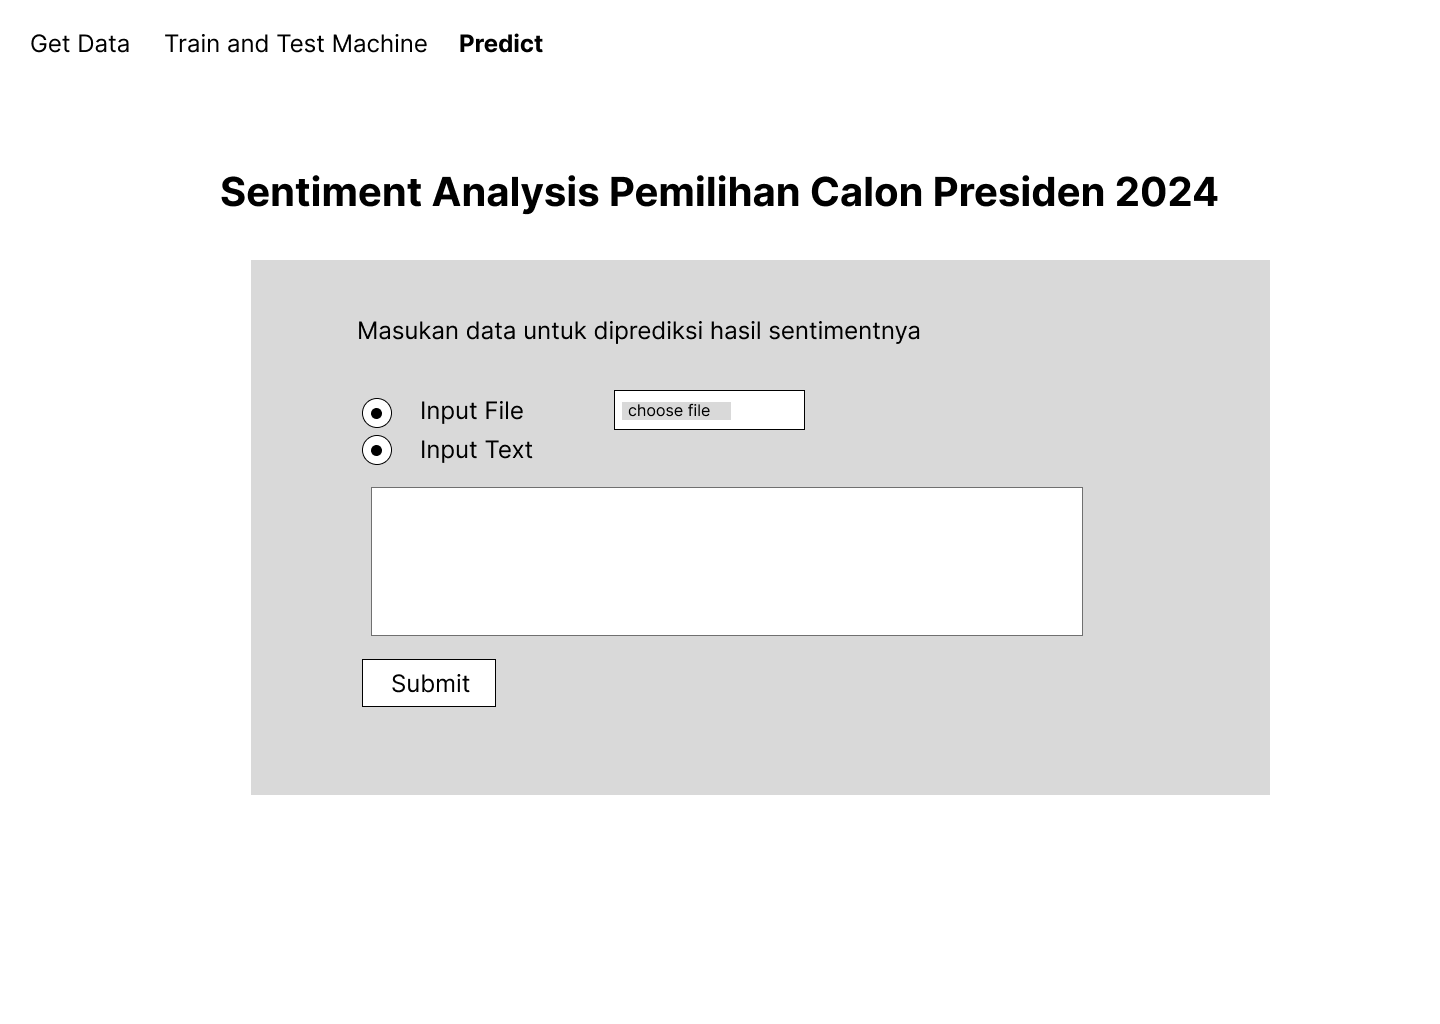 Get Data Train and Test Machine Predict
Sentiment Analysis Pemilihan Calon Presiden 2024
Masukan data untuk diprediksi hasil sentimentnya
Input File choose file
Input Text
Submit